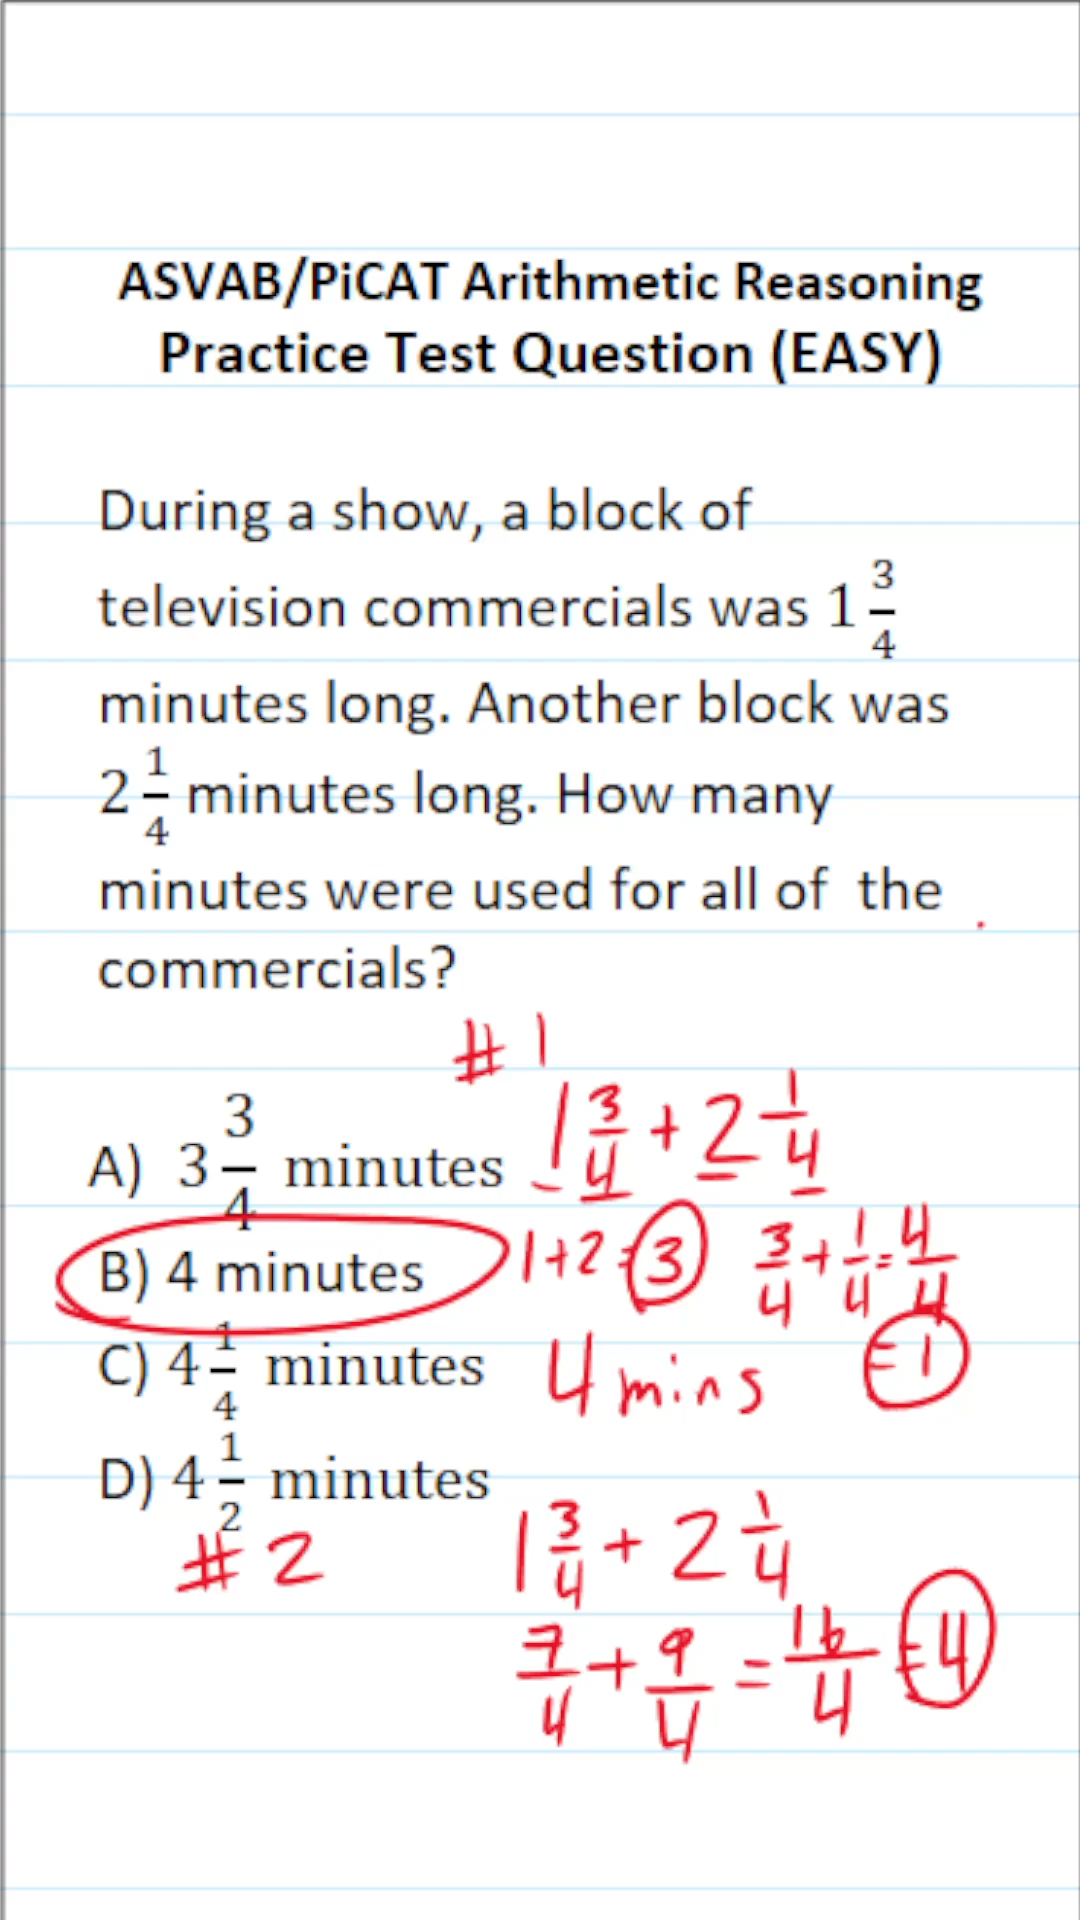 ASVAB/PiCAT Arithmetic Reasoning
Practice Test Question (EASY)
During a show, a block of
television commercials was 1 3/4
minutes long. Another block was
2 1/4 minutes long. How many
minutes were used for all of the
commercials?
#1
1 3/4 + 2 1/4
A) 3 3/4 minutes
1+2=3 3/4+1/4=4/4
B) 4 minutes
=1
C) 4 1/4 minutes
4 mins
D) 4 1/2 minutes
#2
1 3/4 + 2 1/4
7/4 + 9/4 = 16/4 = 4